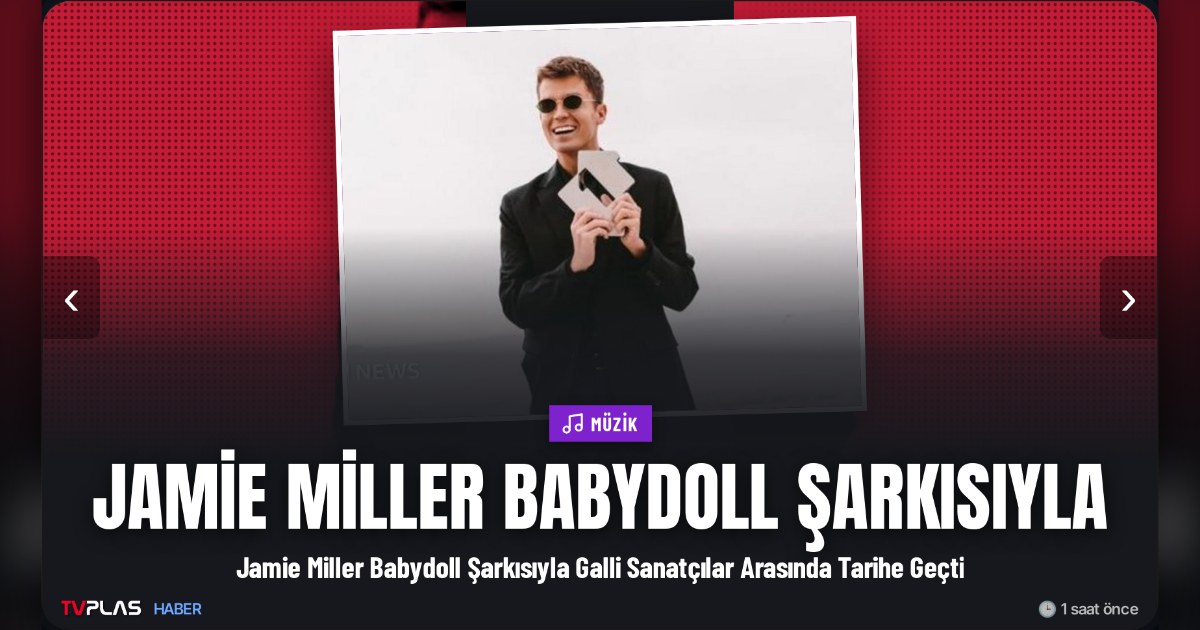 NEWS
MÜZİK
JAMİE MİLLER BABYDOLL ŞARKISIYLA
Jamie Miller Babydoll Şarkısıyla Galli Sanatçılar Arasında Tarihe Geçti
TVPLAS HABER
1 saat önce